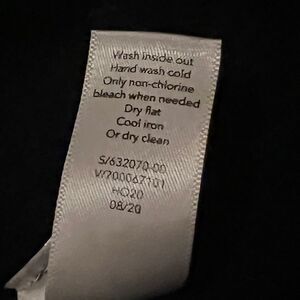 Wash inside out
Hand wash cold
Only non-chlorine
bleach when needed
Dry flat
Cool iron
Or dry clean
S/632070-00
V/700067101
HO20
08/20